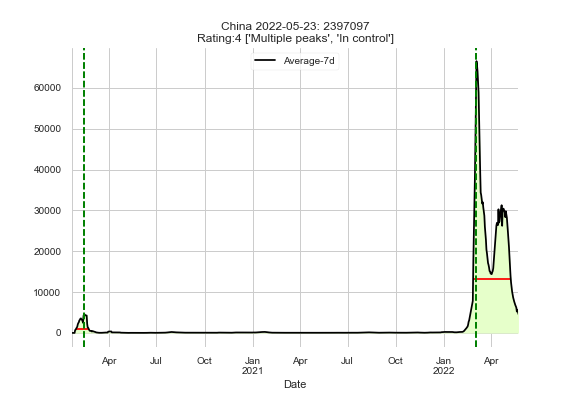 China 2022-05-23: 2397097
Rating:4 ['Multiple peaks', 'In control']
Average-7d
60000
50000
40000
30000
20000
10000
0
Apr Jul Oct Jan Apr Jul Oct Jan Apr
2021 2022
Date